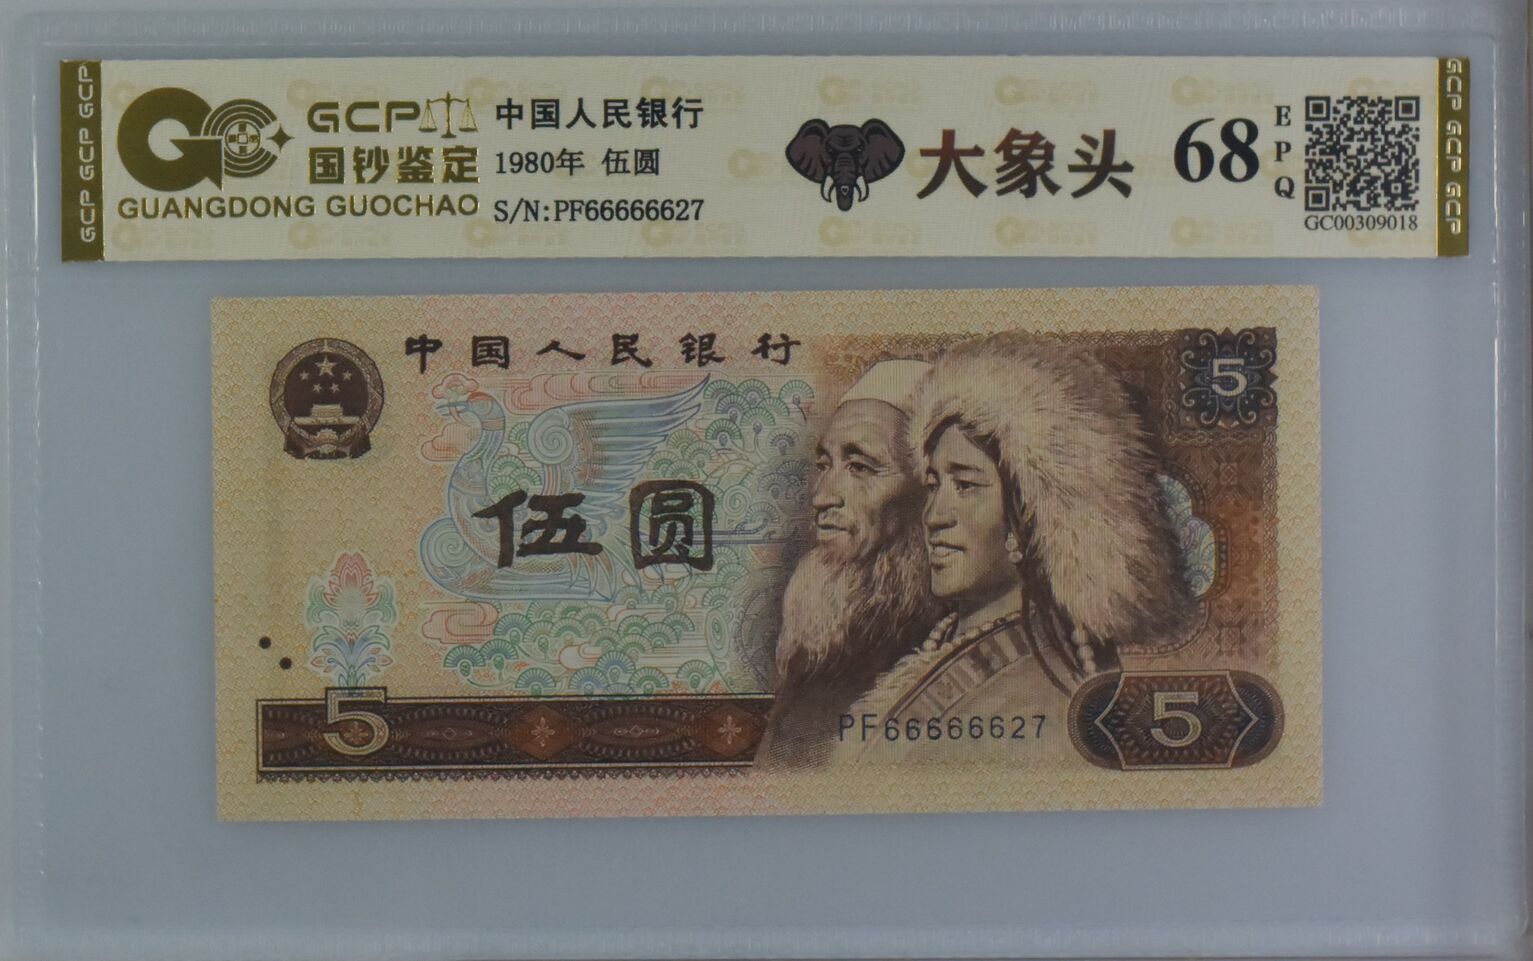 GCP GCP GCP
GCP
国钞鉴定
GUANGDONG GUOCHAO
中国人民银行
1980年 伍圆
S/N:PF66666627
大象头
68
EPQ
GC00309018
GCP GCP GCP
中国人民银行
5
伍圆
5
PF66666627
5